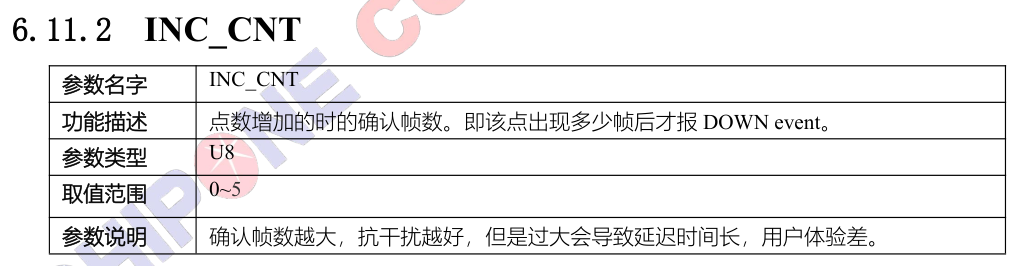 6.11.2 INC_CNT
参数名字 INC_CNT
功能描述 点数增加的时的确认帧数。即该点出现多少帧后才报 DOWN event。
参数类型 U8
取值范围 0~5
参数说明 确认帧数越大，抗干扰越好，但是过大会导致延迟时间长，用户体验差。